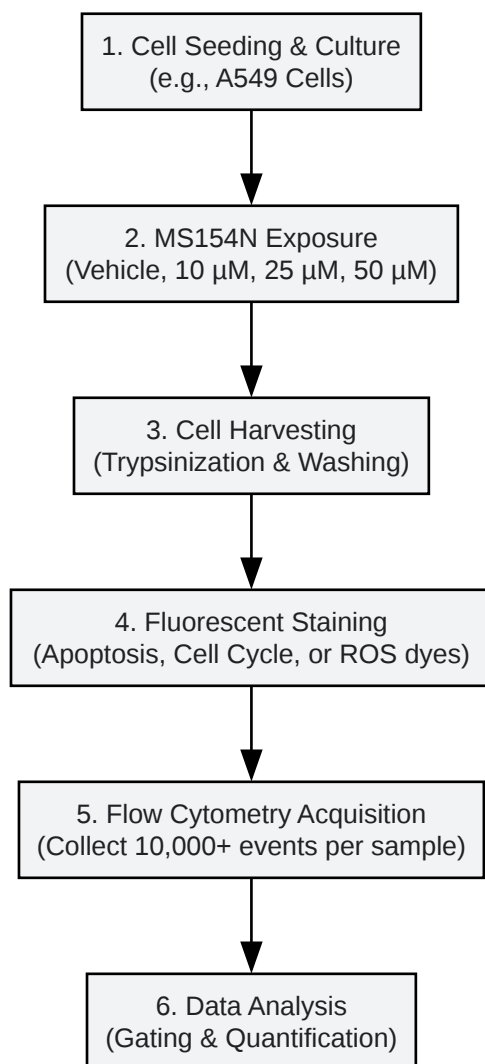 1. Cell Seeding & Culture
(e.g., A549 Cells)
2. MS154N Exposure
(Vehicle, 10 µM, 25 µM, 50 µM)
3. Cell Harvesting
(Trypsinization & Washing)
4. Fluorescent Staining
(Apoptosis, Cell Cycle, or ROS dyes)
5. Flow Cytometry Acquisition
(Collect 10,000+ events per sample)
6. Data Analysis
(Gating & Quantification)